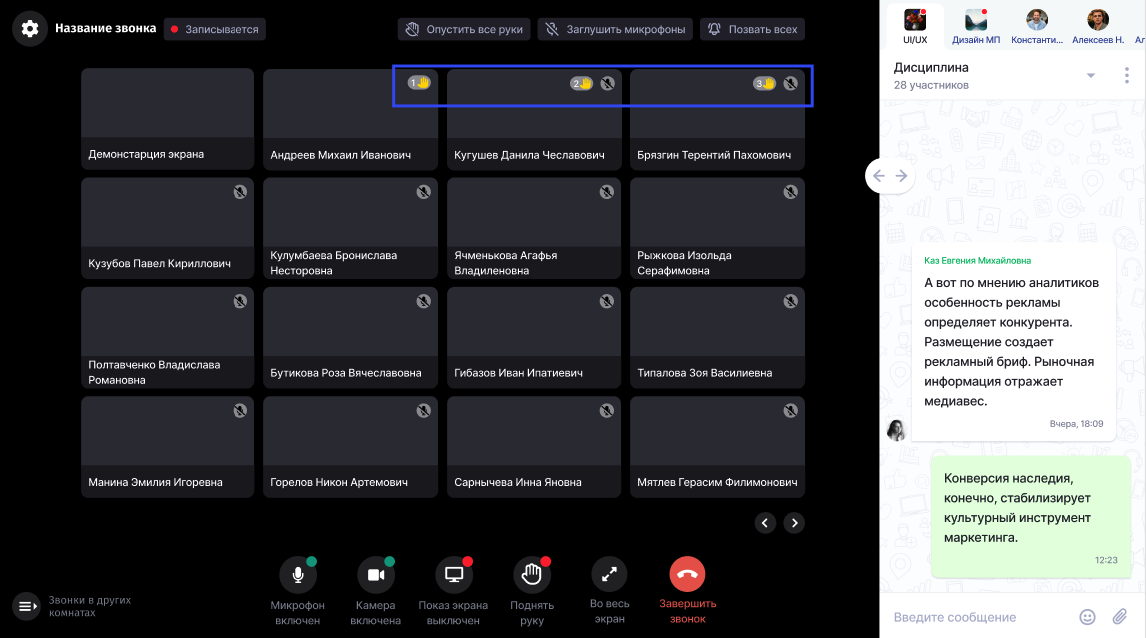 Название звонка
Записывается
Опустить все руки
Заглушить микрофоны
Позвать всех
1
2
3
Демонстарция экрана
Андреев Михаил Иванович
Кугушев Данила Чеславович
Брязгин Терентий Пахомович
Кузубов Павел Кириллович
Кулумбаева Бронислава
Несторовна
Ячменькова Агафья
Владиленовна
Рыжкова Изольда
Серафимовна
Полтавченко Владислава
Романовна
Бутикова Роза Вячеславовна
Гибазов Иван Ипатиевич
Типалова Зоя Василиевна
Манина Эмилия Игоревна
Горелов Никон Артемович
Сарнычева Инна Яновна
Мятлев Герасим Филимонович
Звонки в других
комнатах
Микрофон
включен
Камера
включена
Показ экрана
выключен
Поднять
руку
Во весь
экран
Завершить
звонок
UI/UX
Дизайн МП
Константи...
Алексеев Н.
Ал
Дисциплина
28 участников
Каз Евгения Михайловна
А вот по мнению аналитиков
особенность рекламы
определяет конкурента.
Размещение создает
рекламный бриф. Рыночная
информация отражает
медиавес.
Вчера, 18:09
Конверсия наследия,
конечно, стабилизирует
культурный инструмент
маркетинга.
12:23
Введите сообщение